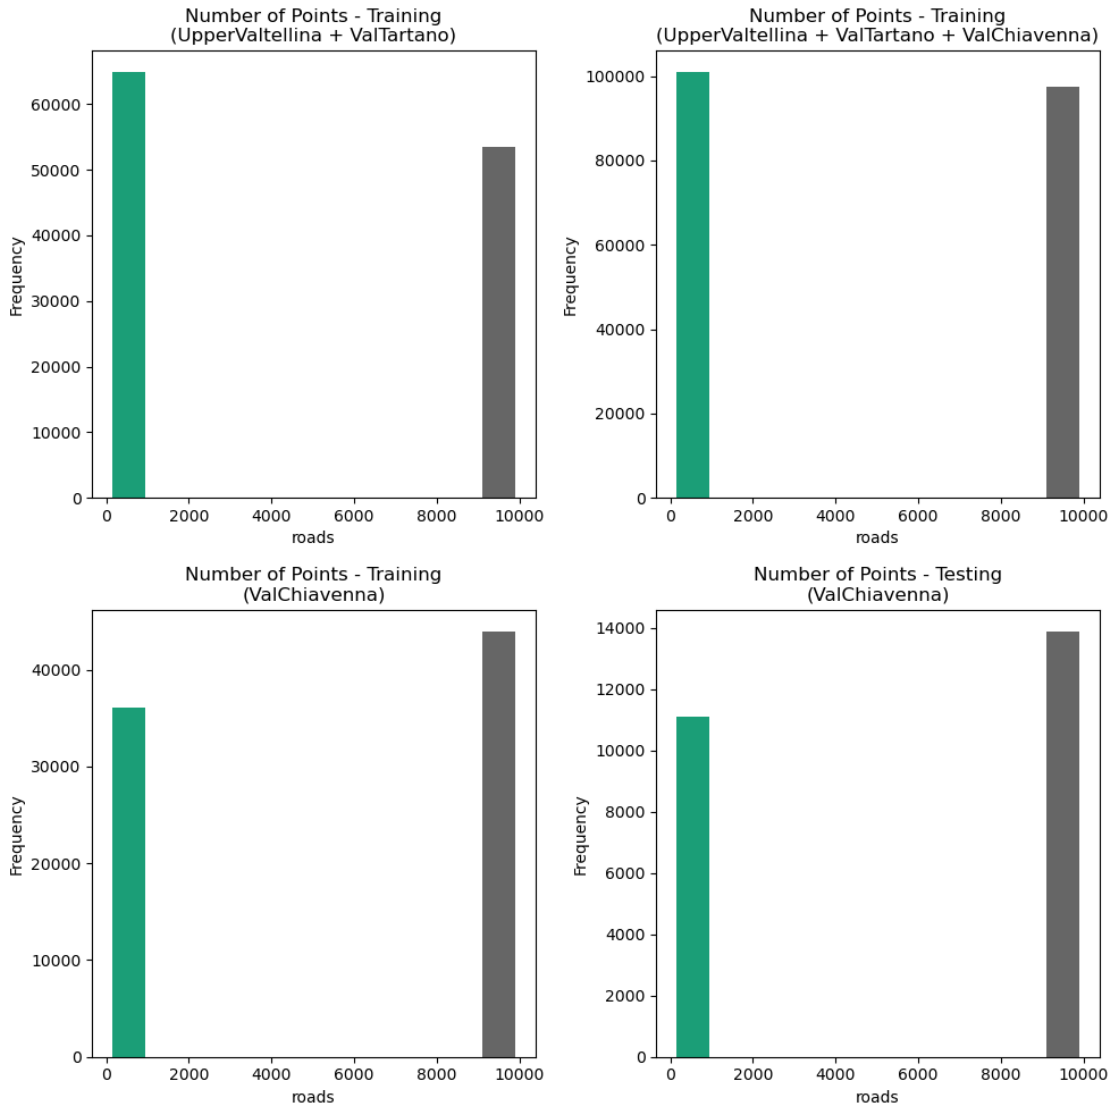 Number of Points - Training
(UpperValtellina + ValTartano)
Frequency
60000
50000
40000
30000
20000
10000
0
0 2000 4000 6000 8000 10000
roads
Number of Points - Training
(UpperValtellina + ValTartano + ValChiavenna)
Frequency
100000
80000
60000
40000
20000
0
0 2000 4000 6000 8000 10000
roads
Number of Points - Training
(ValChiavenna)
Frequency
40000
30000
20000
10000
0
0 2000 4000 6000 8000 10000
roads
Number of Points - Testing
(ValChiavenna)
Frequency
14000
12000
10000
8000
6000
4000
2000
0
0 2000 4000 6000 8000 10000
roads